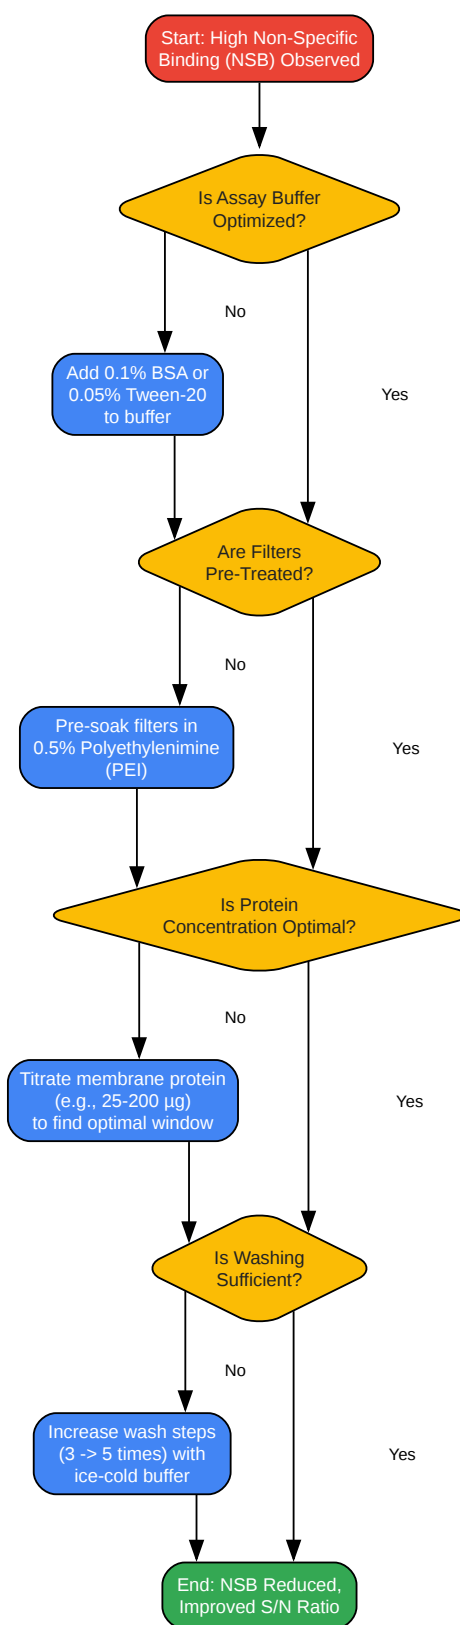 Start: High Non-Specific
Binding (NSB) Observed
Is Assay Buffer
Optimized?
No
Add 0.1% BSA or
0.05% Tween-20
to buffer
Yes
Are Filters
Pre-Treated?
No
Pre-soak filters in
0.5% Polyethylenimine
(PEI)
Yes
Is Protein
Concentration Optimal?
No
Titrate membrane protein
(e.g., 25-200 µg)
to find optimal window
Yes
Is Washing
Sufficient?
No
Increase wash steps
(3 -> 5 times) with
ice-cold buffer
Yes
End: NSB Reduced,
Improved S/N Ratio